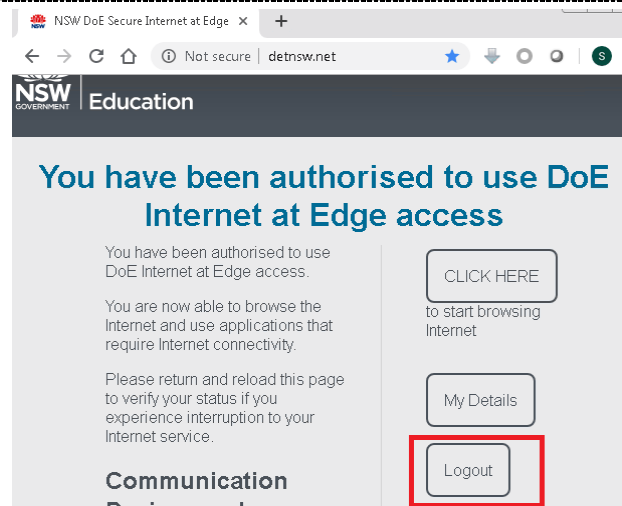 NSW DoE Secure Internet at Edge
Not secure | detnsw.net
S
NSW
GOVERNMENT
Education
You have been authorised to use DoE
Internet at Edge access
You have been authorised to use
DoE Internet at Edge access.
You are now able to browse the
Internet and use applications that
require Internet connectivity.
Please return and reload this page
to verify your status if you
experience interruption to your
Internet service.
Communication
CLICK HERE
to start browsing
Internet
My Details
Logout